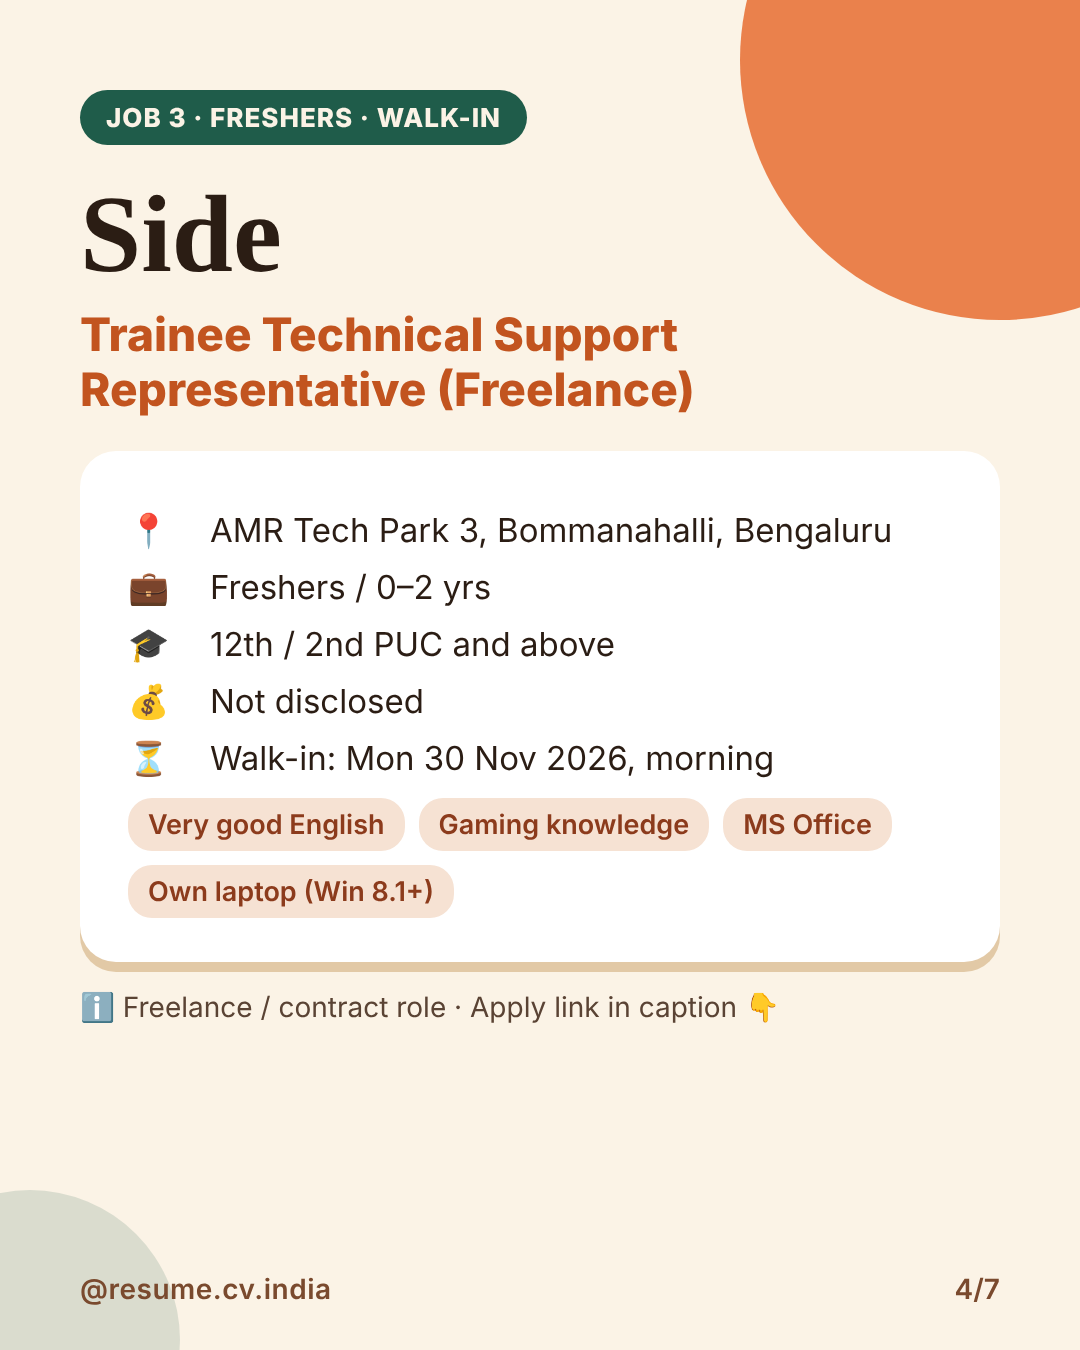 JOB 3 · FRESHERS · WALK-IN
Side
Trainee Technical Support
Representative (Freelance)
📍 AMR Tech Park 3, Bommanahalli, Bengaluru
💼 Freshers / 0–2 yrs
🎓 12th / 2nd PUC and above
💰 Not disclosed
⏳ Walk-in: Mon 30 Nov 2026, morning
Very good English Gaming knowledge MS Office
Own laptop (Win 8.1+)
ℹ️ Freelance / contract role · Apply link in caption 👇
@resume.cv.india 4/7